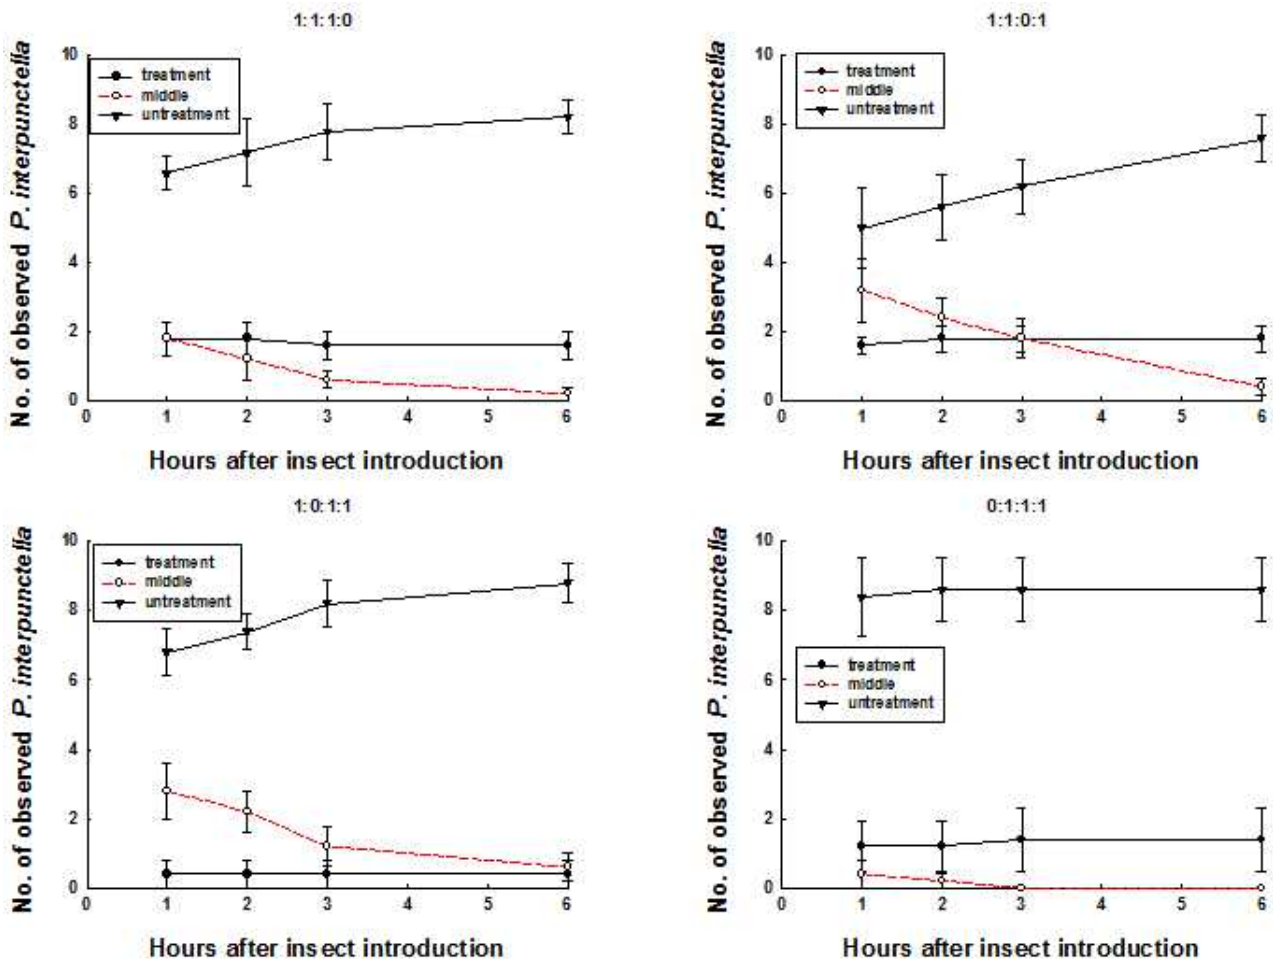 1:1:1:0
No. of observed P. interpunctella
10
8
6
4
2
0
treatment
middle
untreatment
0 1 2 3 4 5 6
Hours after insect introduction
1:1:0:1
No. of observed P. interpunctella
10
8
6
4
2
0
treatment
middle
untreatment
0 1 2 3 4 5 6
Hours after insect introduction
1:0:1:1
No. of observed P. interpunctella
10
8
6
4
2
0
treatment
middle
untreatment
0 1 2 3 4 5 6
Hours after insect introduction
0:1:1:1
No. of observed P. interpunctella
10
8
6
4
2
0
treatment
middle
untreatment
0 1 2 3 4 5 6
Hours after insect introduction